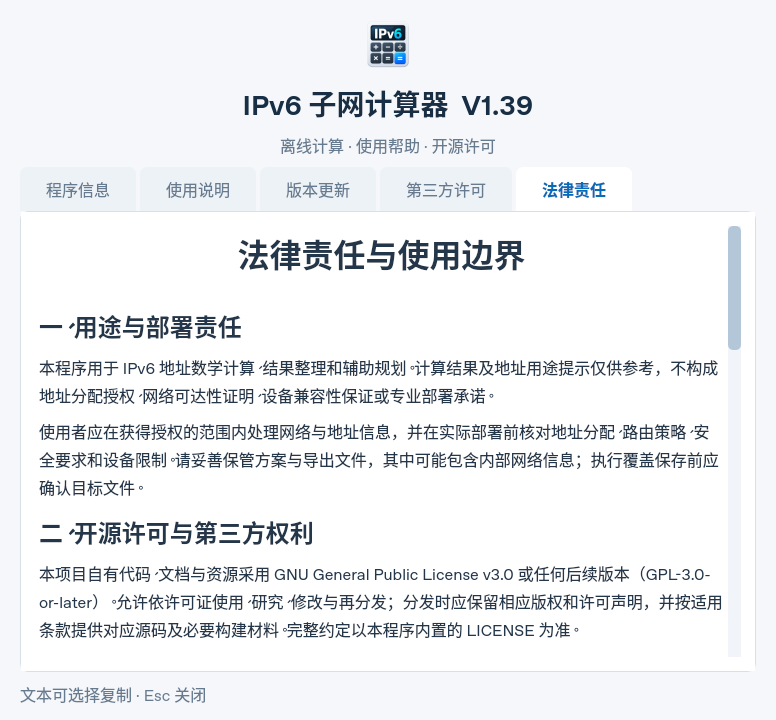 IPv6
IPv6 子网计算器 V1.39
离线计算 · 使用帮助 · 开源许可
程序信息 使用说明 版本更新 第三方许可 法律责任
法律责任与使用边界
一、用途与部署责任
本程序用于 IPv6 地址数学计算、结果整理和辅助规划。计算结果及地址用途提示仅供参考，不构成
地址分配授权、网络可达性证明、设备兼容性保证或专业部署承诺。
使用者应在获得授权的范围内处理网络与地址信息，并在实际部署前核对地址分配、路由策略、安
全要求和设备限制。请妥善保管方案与导出文件，其中可能包含内部网络信息；执行覆盖保存前应
确认目标文件。
二、开源许可与第三方权利
本项目自有代码、文档与资源采用 GNU General Public License v3.0 或任何后续版本（GPL-3.0-
or-later）。允许依许可证使用、研究、修改与再分发；分发时应保留相应版权和许可声明，并按适用
条款提供对应源码及必要构建材料。完整约定以本程序内置的 LICENSE 为准。
文本可选择复制 · Esc 关闭